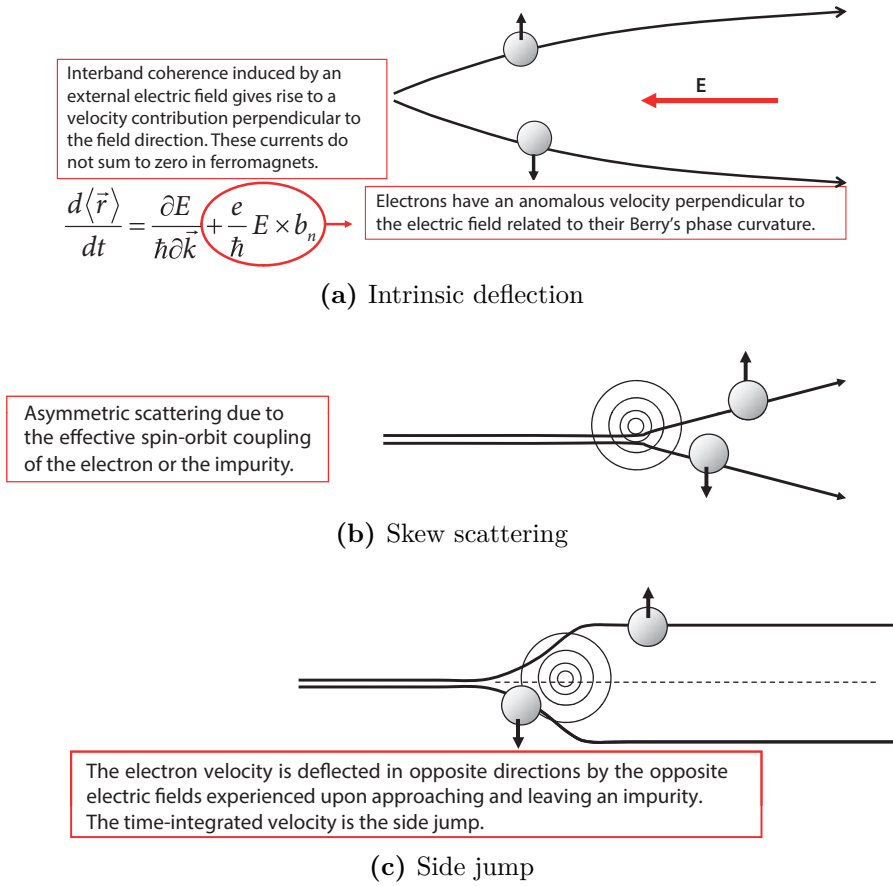 Interband coherence induced by an
external electric field gives rise to a
velocity contribution perpendicular to
the field direction. These currents do
not sum to zero in ferromagnets.
E
d⟨r⃗⟩/dt = ∂E/ħ∂k⃗ + e/ħ E × bₙ
Electrons have an anomalous velocity perpendicular to
the electric field related to their Berry's phase curvature.
(a) Intrinsic deflection
Asymmetric scattering due to
the effective spin-orbit coupling
of the electron or the impurity.
(b) Skew scattering
The electron velocity is deflected in opposite directions by the opposite
electric fields experienced upon approaching and leaving an impurity.
The time-integrated velocity is the side jump.
(c) Side jump